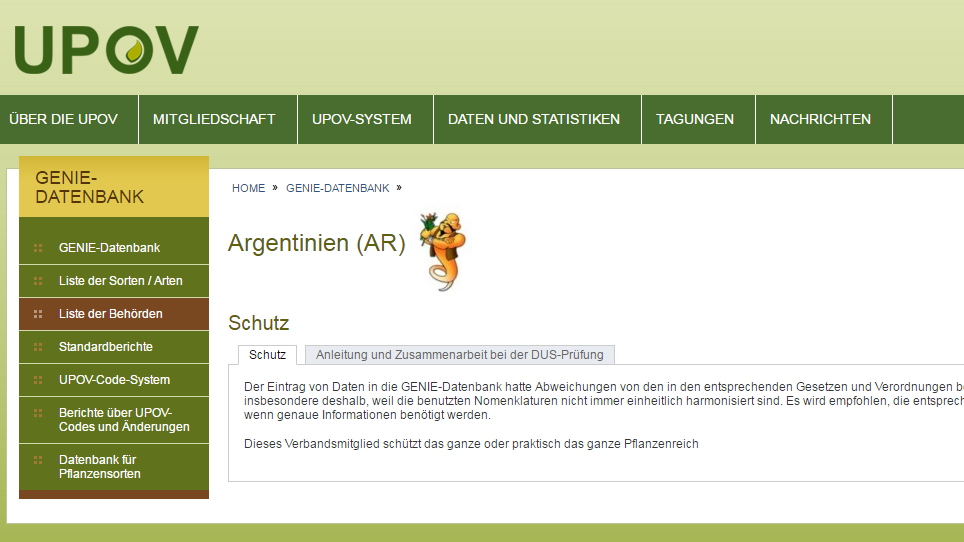 UPOV
ÜBER DIE UPOV
MITGLIEDSCHAFT
UPOV-SYSTEM
DATEN UND STATISTIKEN
TAGUNGEN
NACHRICHTEN
GENIE-
DATENBANK
GENIE-Datenbank
Liste der Sorten / Arten
Liste der Behörden
Standardberichte
UPOV-Code-System
Berichte über UPOV-
Codes und Änderungen
Datenbank für
Pflanzensorten
HOME » GENIE-DATENBANK »
Argentinien (AR)
Schutz
Schutz
Anleitung und Zusammenarbeit bei der DUS-Prüfung
Der Eintrag von Daten in die GENIE-Datenbank hatte Abweichungen von den in den entsprechenden Gesetzen und Verordnungen
insbesondere deshalb, weil die benutzten Nomenklaturen nicht immer einheitlich harmonisiert sind. Es wird empfohlen, die
wenn genaue Informationen benötigt werden.
Dieses Verbandsmitglied schützt das ganze oder praktisch das ganze Pflanzenreich